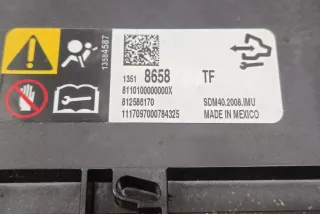 13584587
1351 8658 TF
8110100000000X
812586170 SDM40.2008.IMU
1117097000784325 MADE IN MEXICO